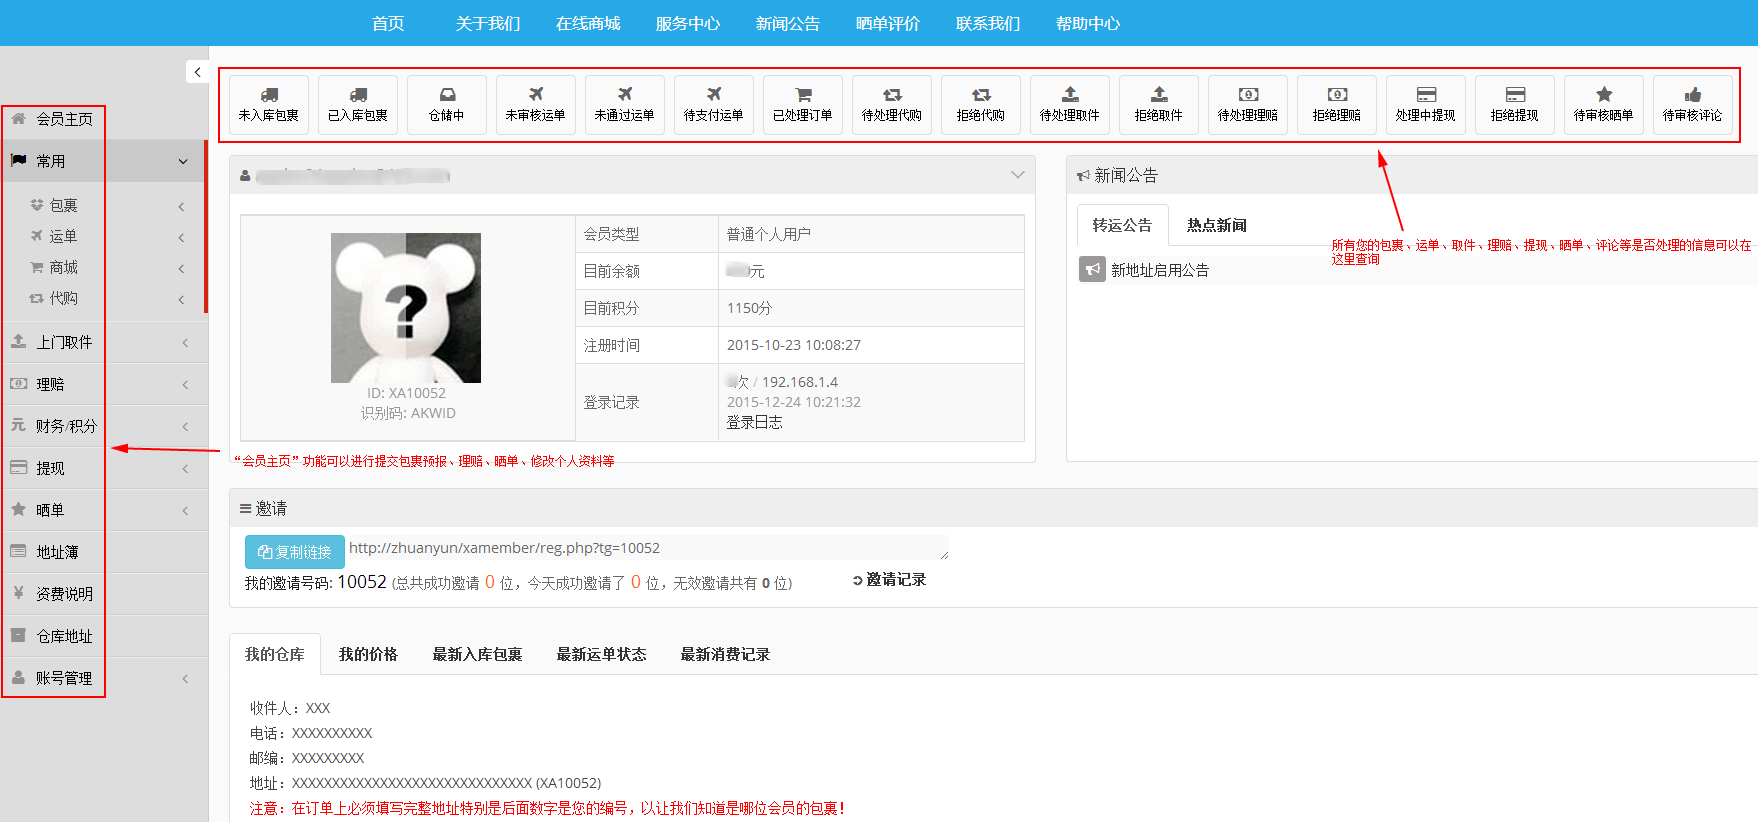 首页 关于我们 在线商城 服务中心 新闻公告 晒单评价 联系我们 帮助中心
未入库包裹 已入库包裹 仓储中 未审核运单 未通过运单 待支付运单 已处理订单 待处理代购 拒绝代购 待处理取件 拒绝取件 待处理理赔 拒绝理赔 处理中提现 拒绝提现 待审核晒单 待审核评论
会员主页
常用
包裹
运单
商城
代购
上门取件
理赔
财务/积分
提现
晒单
地址簿
资费说明
仓库地址
账号管理
会员类型 普通个人用户
目前余额 元
目前积分 1150分
注册时间 2015-10-23 10:08:27
登录记录 次 / 192.168.1.4
2015-12-24 10:21:32
登录日志
ID: XA10052
识别码: AKWID
“会员主页”功能可以进行提交包裹预报、理赔、晒单、修改个人资料等
新闻公告
转运公告 热点新闻
新地址启用公告
所有您的包裹、运单、取件、理赔、提现、晒单、评论等是否处理的信息可以在
这里查询
邀请
复制链接 http://zhuanyun/xamember/reg.php?tg=10052
我的邀请号码: 10052 (总共成功邀请 0 位，今天成功邀请了 0 位，无效邀请共有 0 位) 邀请记录
我的仓库 我的价格 最新入库包裹 最新运单状态 最新消费记录
收件人：XXX
电话：XXXXXXXXXX
邮编：XXXXXXXXX
地址：XXXXXXXXXXXXXXXXXXXXXXXXXXXXXX (XA10052)
注意：在订单上必须填写完整地址特别是后面数字是您的编号，以让我们知道是哪位会员的包裹！